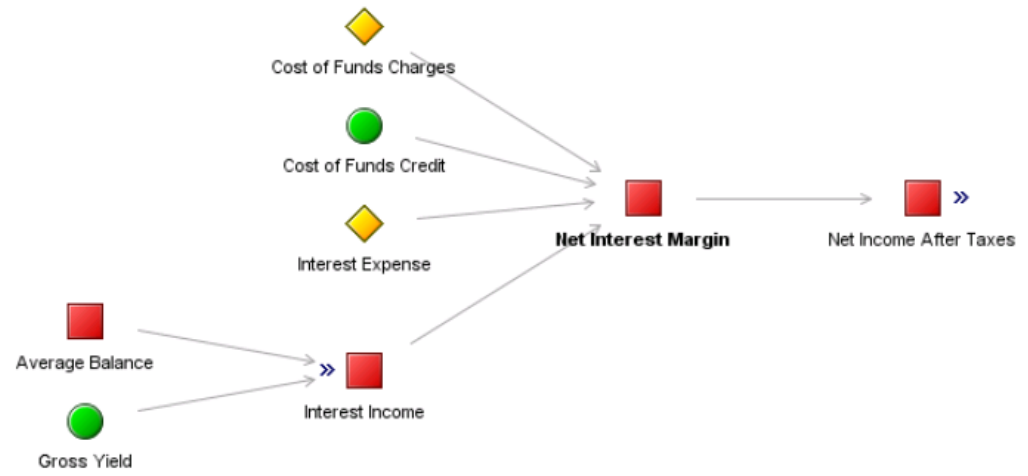 Cost of Funds Charges
Cost of Funds Credit
Interest Expense
Net Interest Margin
Net Income After Taxes
Average Balance
Interest Income
Gross Yield